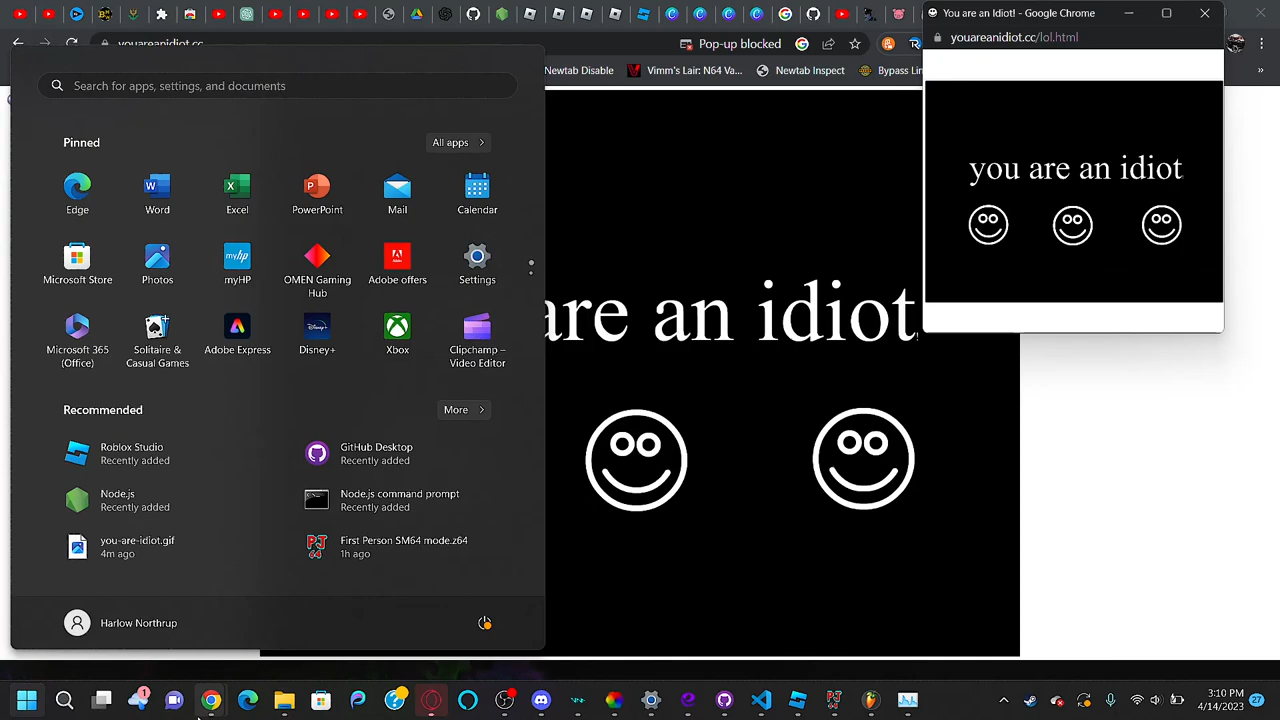 You are an Idiot! - Google Chrome
youareanidiot.cc/lol.html
youareanidiot.cc
Pop-up blocked
Newtab Disable
Vimm's Lair: N64 Va...
Newtab Inspect
Bypass Lin
Search for apps, settings, and documents
Pinned
All apps
Edge
Word
Excel
PowerPoint
Mail
Calendar
Microsoft Store
Photos
myHP
OMEN Gaming
Hub
Adobe offers
Settings
Microsoft 365
(Office)
Solitaire &
Casual Games
Adobe Express
Disney+
Xbox
Clipchamp –
Video Editor
Recommended
More
Roblox Studio
Recently added
GitHub Desktop
Recently added
Node.js
Recently added
Node.js command prompt
Recently added
you-are-idiot.gif
4m ago
First Person SM64 mode.z64
1h ago
Harlow Northrup
are an idiot
you are an idiot
3:10 PM
4/14/2023
27